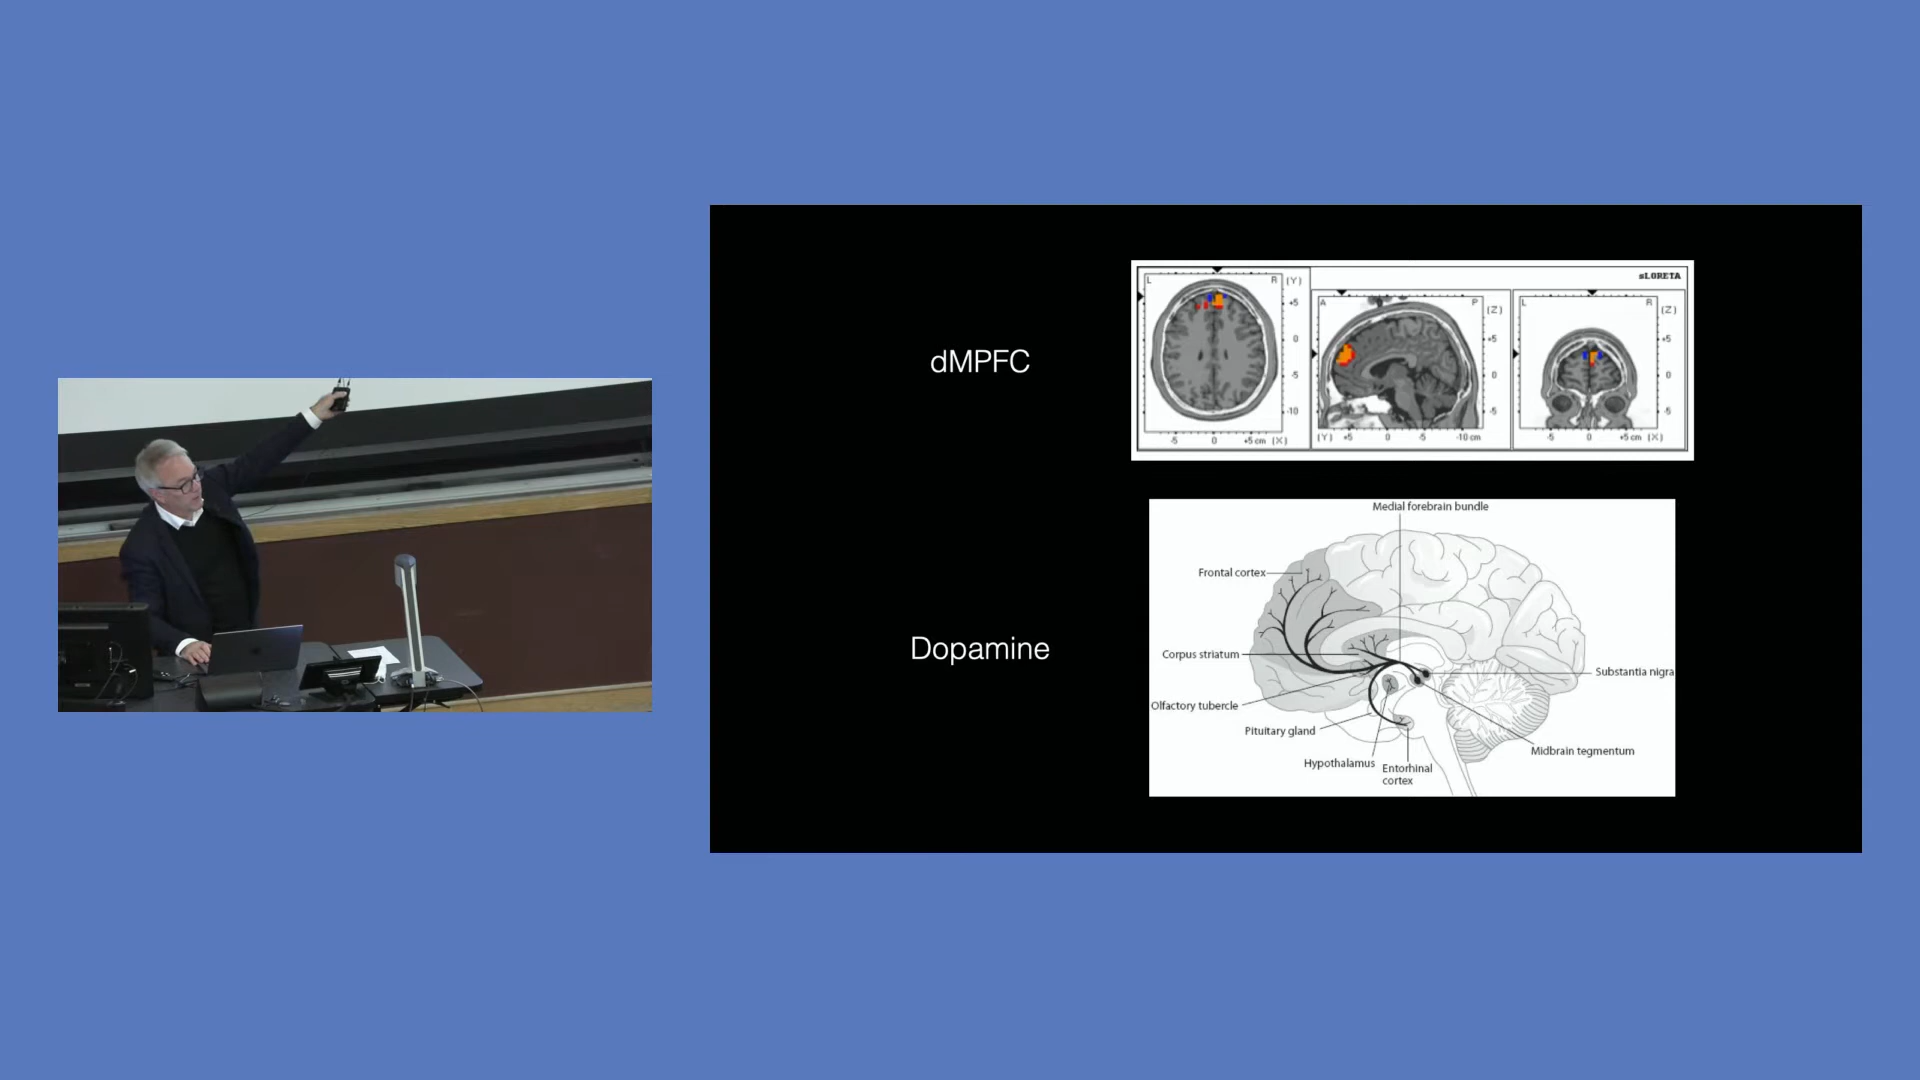 dMPFC
sLORETA
L R (Y)
+5
0
-5
-10
-5 0 +5 cm (X)
A P (Z)
+5
0
-5
(Y) +5 0 -5 -10 cm
L R (Z)
+5
0
-5
-5 0 +5 cm (X)
Dopamine
Medial forebrain bundle
Frontal cortex
Corpus striatum
Substantia nigra
Olfactory tubercle
Pituitary gland
Midbrain tegmentum
Hypothalamus
Entorhinal
cortex